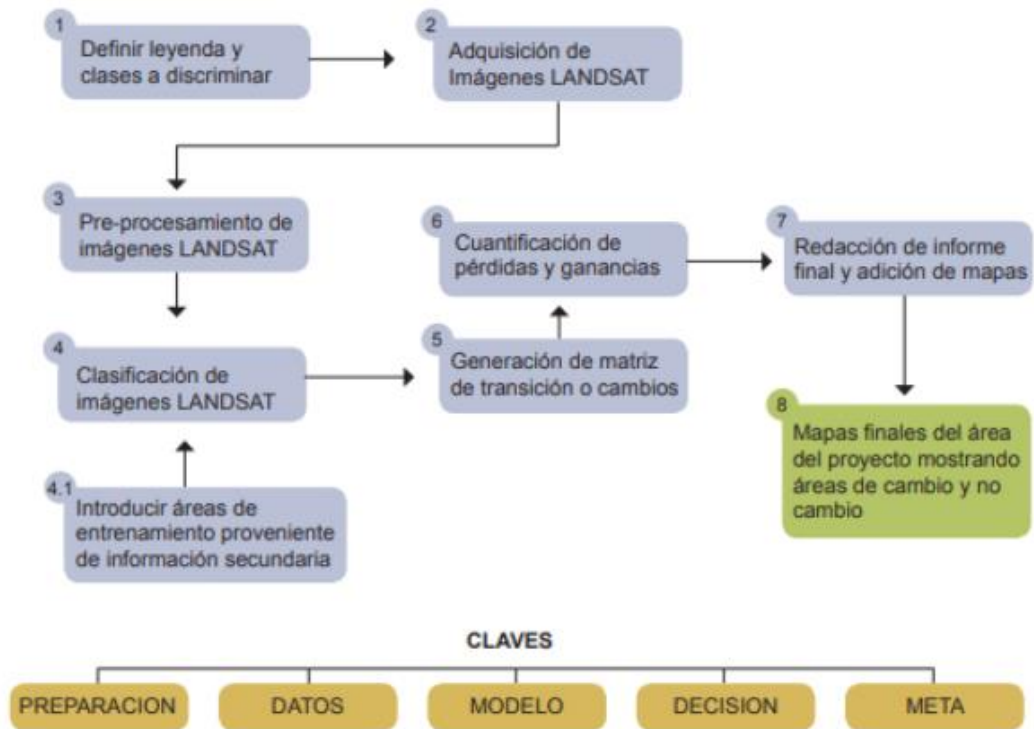 1
Definir leyenda y
clases a discriminar
2
Adquisición de
Imágenes LANDSAT
3
Pre-procesamiento de
imágenes LANDSAT
4
Clasificación de
imágenes LANDSAT
4.1
Introducir áreas de
entrenamiento proveniente
de información secundaria
5
Generación de matriz
de transición o cambios
6
Cuantificación de
pérdidas y ganancias
7
Redacción de informe
final y adición de mapas
8
Mapas finales del área
del proyecto mostrando
áreas de cambio y no
cambio
CLAVES
PREPARACION
DATOS
MODELO
DECISION
META